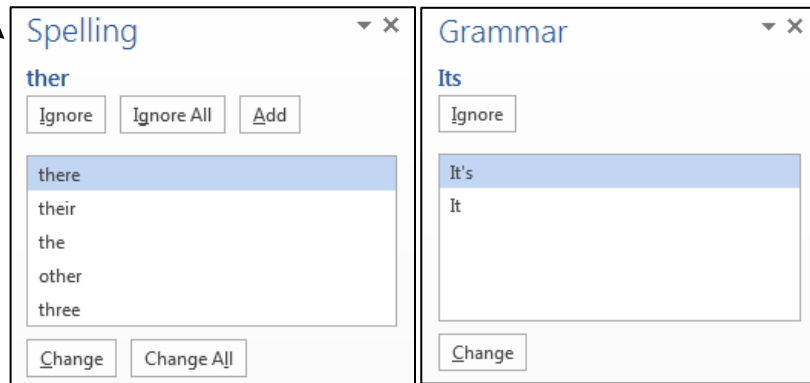 Spelling
ther
Ignore
Ignore All
Add
there
their
the
other
three
Change
Change All
Grammar
Its
Ignore
It's
It
Change